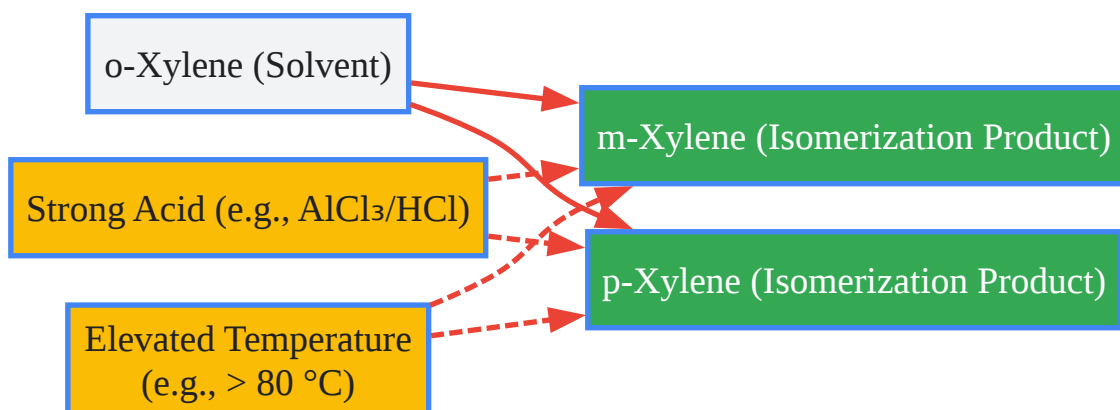 o-Xylene (Solvent)
m-Xylene (Isomerization Product)
Strong Acid (e.g., AlCl₃/HCl)
p-Xylene (Isomerization Product)
Elevated Temperature
(e.g., > 80 °C)